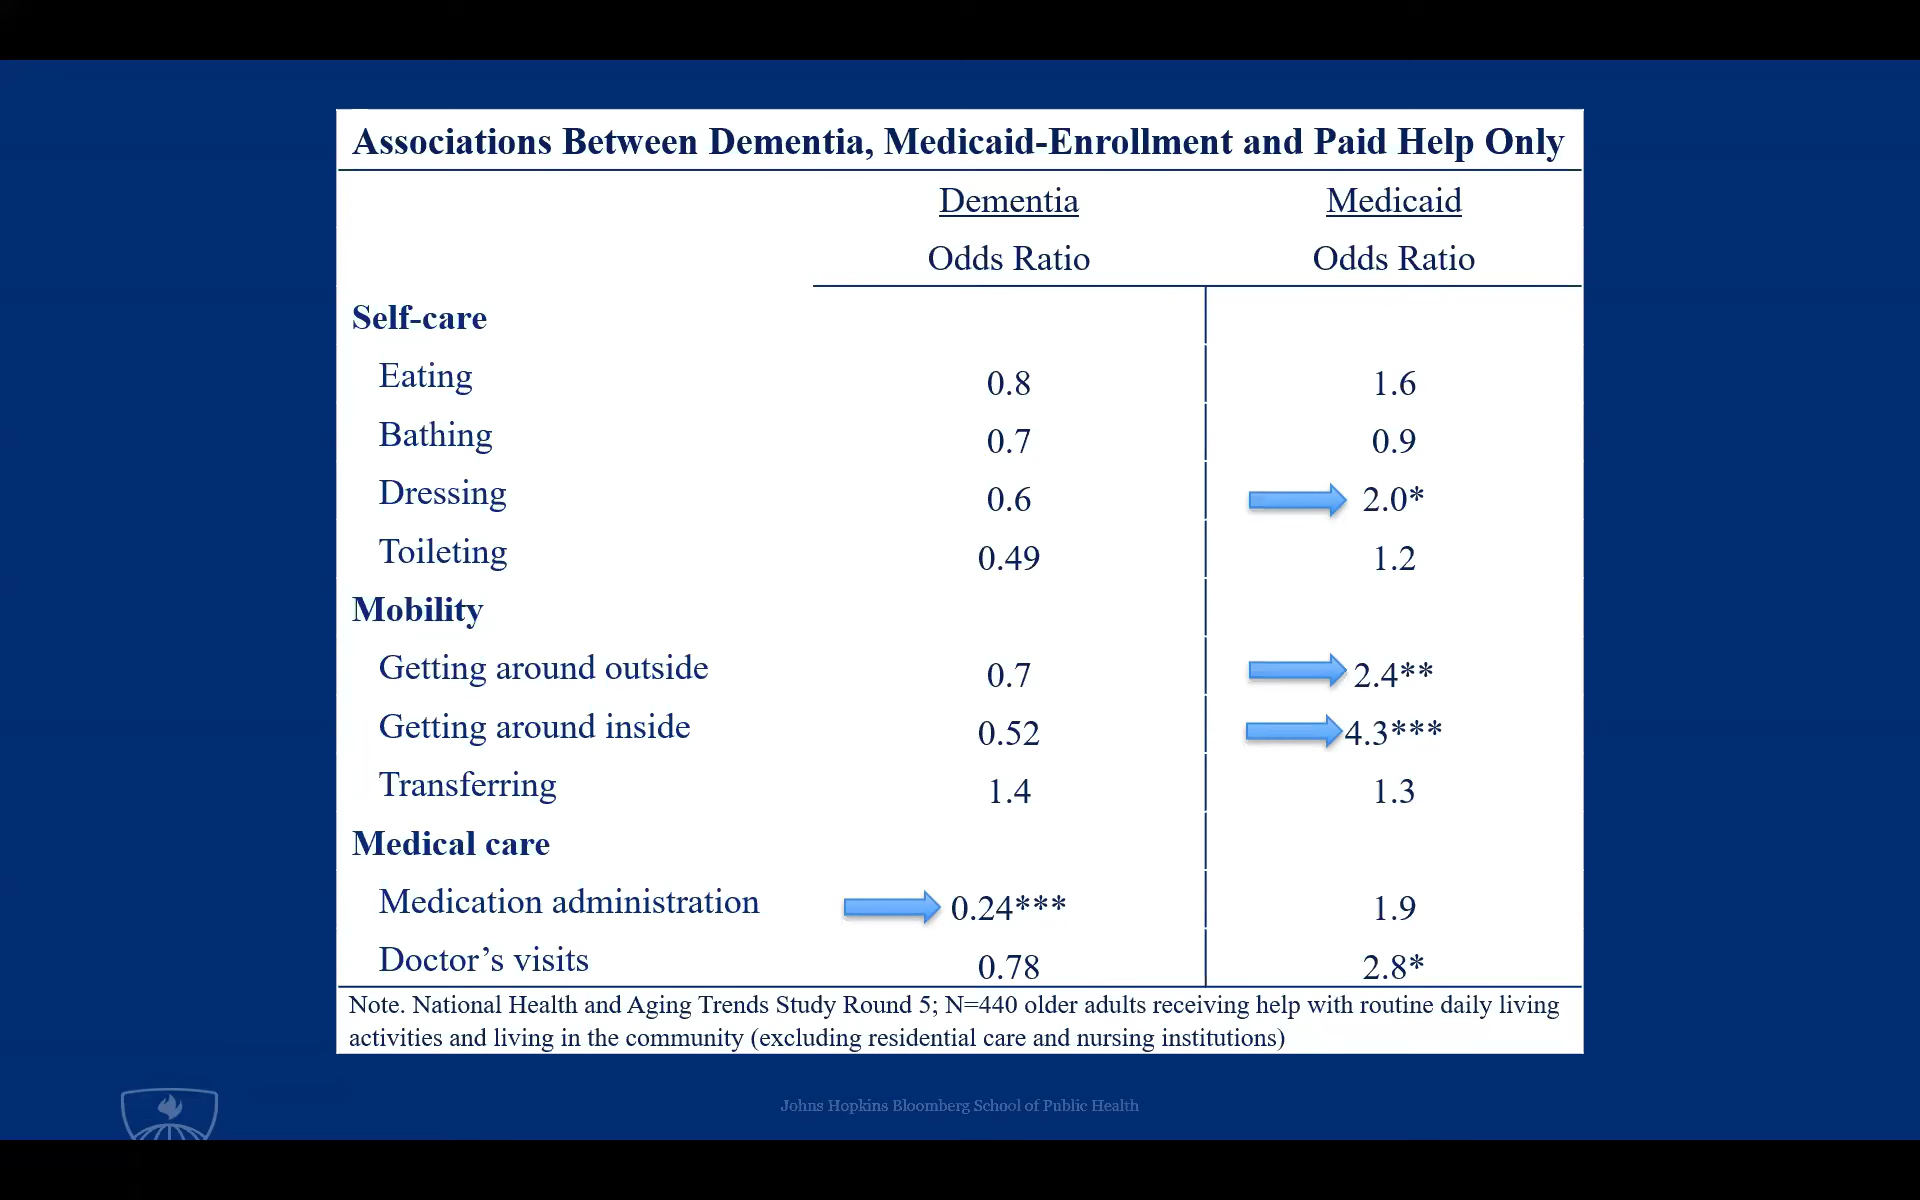 Associations Between Dementia, Medicaid-Enrollment and Paid Help Only
Dementia Medicaid
Odds Ratio Odds Ratio
Self-care
Eating 0.8 1.6
Bathing 0.7 0.9
Dressing 0.6 2.0*
Toileting 0.49 1.2
Mobility
Getting around outside 0.7 2.4**
Getting around inside 0.52 4.3***
Transferring 1.4 1.3
Medical care
Medication administration 0.24*** 1.9
Doctor’s visits 0.78 2.8*
Note. National Health and Aging Trends Study Round 5; N=440 older adults receiving help with routine daily living
activities and living in the community (excluding residential care and nursing institutions)
Johns Hopkins Bloomberg School of Public Health